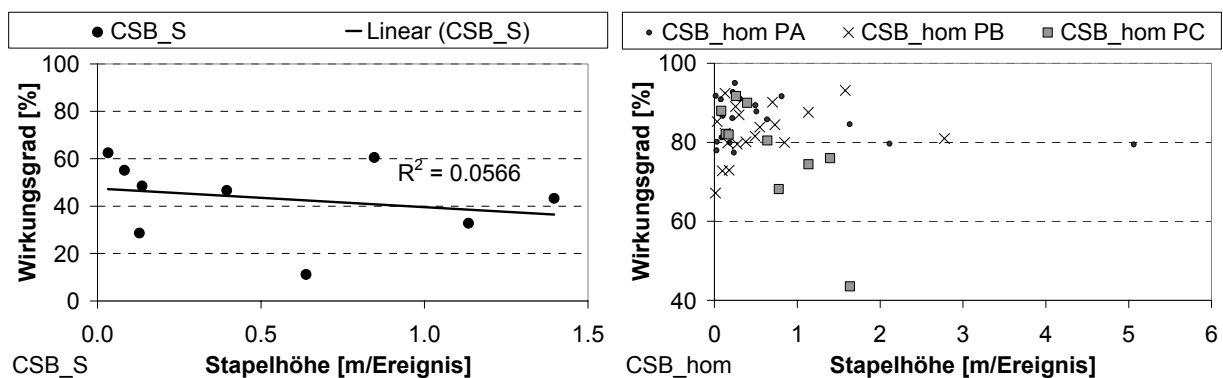 CSB_S Linear (CSB_S)
Wirkungsgrad [%]
100
80
60
40
20
0
R² = 0.0566
0.0 0.5 1.0 1.5
CSB_S Stapelhöhe [m/Ereignis]
CSB_hom PA CSB_hom PB CSB_hom PC
Wirkungsgrad [%]
100
80
60
40
0 1 2 3 4 5 6
CSB_hom Stapelhöhe [m/Ereignis]